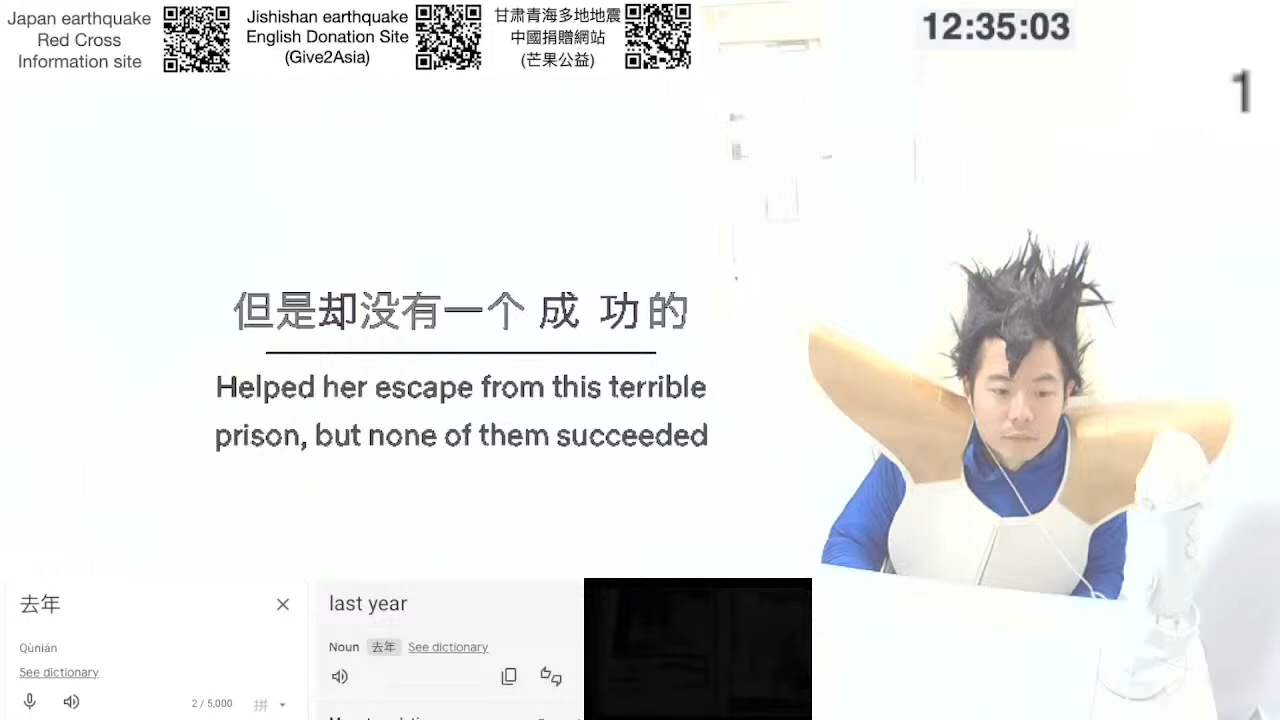 Japan earthquake
Red Cross
Information site
Jishishan earthquake
English Donation Site
(Give2Asia)
甘肃青海多地地震
中國捐贈網站
(芒果公益)
12:35:03
1
但是却没有一个成功的
Helped her escape from this terrible
prison, but none of them succeeded
去年
Qùnián
See dictionary
2 / 5,000
拼
last year
Noun 去年 See dictionary